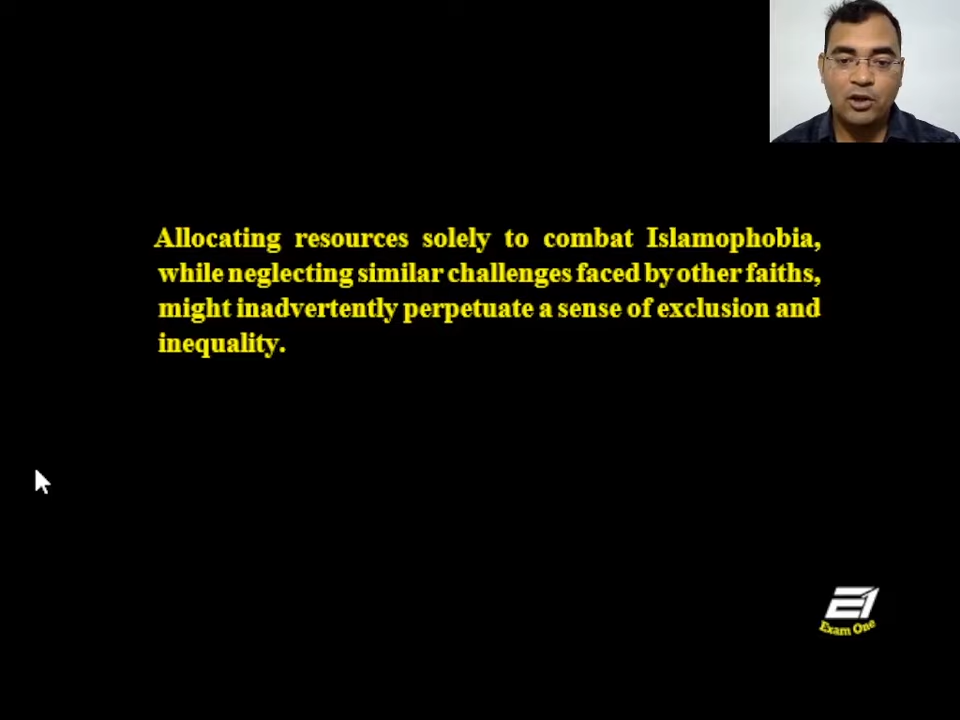 Allocating resources solely to combat Islamophobia,
while neglecting similar challenges faced by other faiths,
might inadvertently perpetuate a sense of exclusion and
inequality.
E1
Exam One